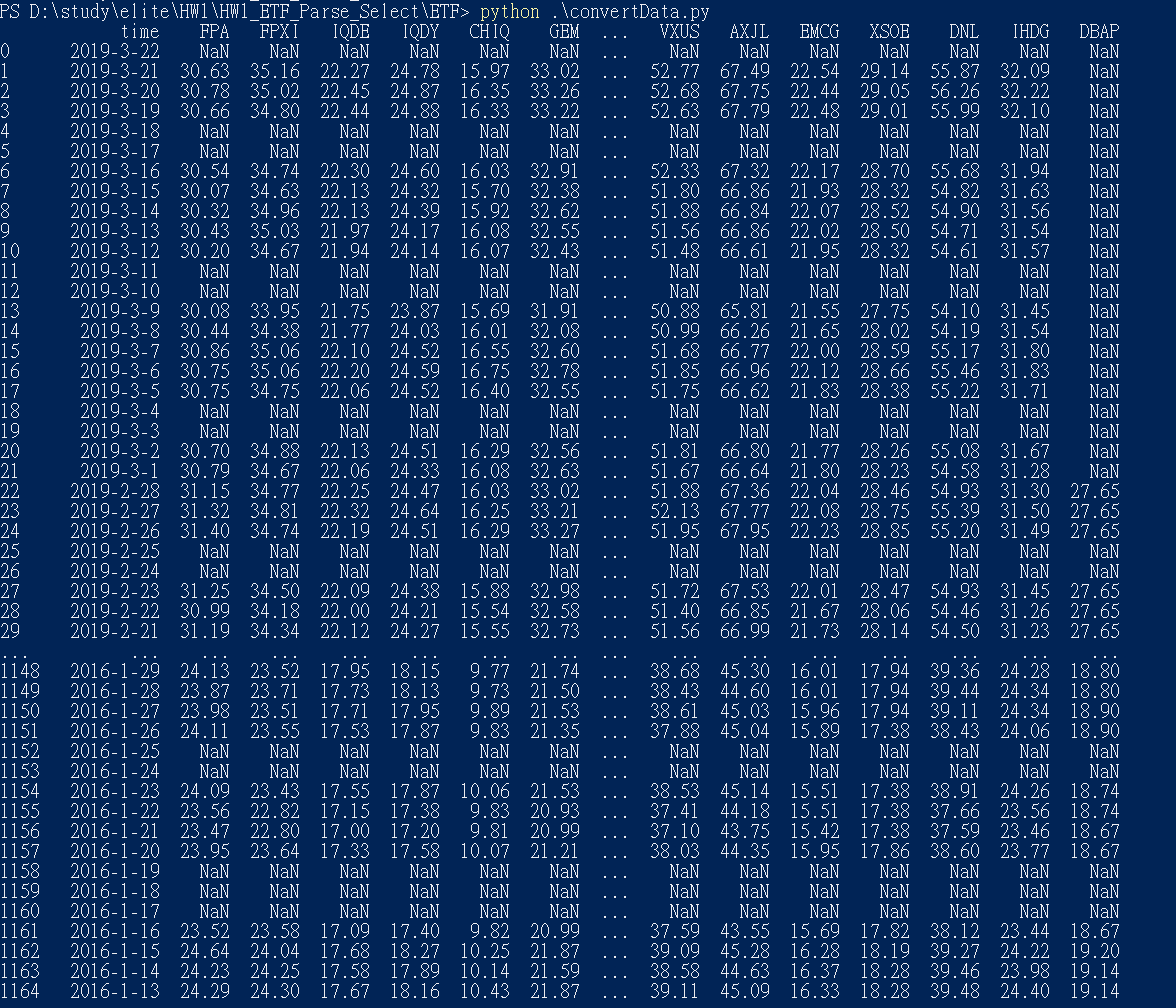 PS D:\study\elite\HW1\HW1_ETF_Parse_Select\ETF> python .\convertData.py
time FPA FPXI IQDE IQDY CHIQ GEM ... VXUS AXJL EMCG XSOE DNL IHDG DBAP
0 2019-3-22 NaN NaN NaN NaN NaN NaN ... NaN NaN NaN NaN NaN NaN NaN
1 2019-3-21 30.63 35.16 22.27 24.78 15.97 33.02 ... 52.77 67.49 22.54 29.14 55.87 32.09 NaN
2 2019-3-20 30.78 35.02 22.45 24.87 16.35 33.26 ... 52.68 67.75 22.44 29.05 56.26 32.22 NaN
3 2019-3-19 30.66 34.80 22.44 24.88 16.33 33.22 ... 52.63 67.79 22.48 29.01 55.99 32.10 NaN
4 2019-3-18 NaN NaN NaN NaN NaN NaN ... NaN NaN NaN NaN NaN NaN NaN
5 2019-3-17 NaN NaN NaN NaN NaN NaN ... NaN NaN NaN NaN NaN NaN NaN
6 2019-3-16 30.54 34.74 22.30 24.60 16.03 32.91 ... 52.33 67.32 22.17 28.70 55.68 31.94 NaN
7 2019-3-15 30.07 34.63 22.13 24.32 15.70 32.38 ... 51.80 66.86 21.93 28.32 54.82 31.63 NaN
8 2019-3-14 30.32 34.96 22.13 24.39 15.92 32.62 ... 51.88 66.84 22.07 28.52 54.90 31.56 NaN
9 2019-3-13 30.43 35.03 21.97 24.17 16.08 32.55 ... 51.56 66.86 22.02 28.50 54.71 31.54 NaN
10 2019-3-12 30.20 34.67 21.94 24.14 16.07 32.43 ... 51.48 66.61 21.95 28.32 54.61 31.57 NaN
11 2019-3-11 NaN NaN NaN NaN NaN NaN ... NaN NaN NaN NaN NaN NaN NaN
12 2019-3-10 NaN NaN NaN NaN NaN NaN ... NaN NaN NaN NaN NaN NaN NaN
13 2019-3-9 30.08 33.95 21.75 23.87 15.69 31.91 ... 50.88 65.81 21.55 27.75 54.10 31.45 NaN
14 2019-3-8 30.44 34.38 21.77 24.03 16.01 32.08 ... 50.99 66.26 21.65 28.02 54.19 31.54 NaN
15 2019-3-7 30.86 35.06 22.10 24.52 16.55 32.60 ... 51.68 66.77 22.00 28.59 55.17 31.80 NaN
16 2019-3-6 30.75 35.06 22.20 24.59 16.75 32.78 ... 51.85 66.96 22.12 28.66 55.46 31.83 NaN
17 2019-3-5 30.75 34.75 22.06 24.52 16.40 32.55 ... 51.75 66.62 21.83 28.38 55.22 31.71 NaN
18 2019-3-4 NaN NaN NaN NaN NaN NaN ... NaN NaN NaN NaN NaN NaN NaN
19 2019-3-3 NaN NaN NaN NaN NaN NaN ... NaN NaN NaN NaN NaN NaN NaN
20 2019-3-2 30.70 34.88 22.13 24.51 16.29 32.56 ... 51.81 66.80 21.77 28.26 55.08 31.67 NaN
21 2019-3-1 30.79 34.67 22.06 24.33 16.08 32.63 ... 51.67 66.64 21.80 28.23 54.58 31.28 NaN
22 2019-2-28 31.15 34.77 22.25 24.47 16.03 33.02 ... 51.88 67.36 22.04 28.46 54.93 31.30 27.65
23 2019-2-27 31.32 34.81 22.32 24.64 16.25 33.21 ... 52.13 67.77 22.08 28.75 55.39 31.50 27.65
24 2019-2-26 31.40 34.74 22.19 24.51 16.29 33.27 ... 51.95 67.95 22.23 28.85 55.20 31.49 27.65
25 2019-2-25 NaN NaN NaN NaN NaN NaN ... NaN NaN NaN NaN NaN NaN NaN
26 2019-2-24 NaN NaN NaN NaN NaN NaN ... NaN NaN NaN NaN NaN NaN NaN
27 2019-2-23 31.25 34.50 22.09 24.38 15.88 32.98 ... 51.72 67.53 22.01 28.47 54.93 31.45 27.65
28 2019-2-22 30.99 34.18 22.00 24.21 15.54 32.58 ... 51.40 66.85 21.67 28.06 54.46 31.26 27.65
29 2019-2-21 31.19 34.34 22.12 24.27 15.55 32.73 ... 51.56 66.99 21.73 28.14 54.50 31.23 27.65
... ... ... ... ... ... ... ... ... ... ... ... ... ... ... ...
1148 2016-1-29 24.13 23.52 17.95 18.15 9.77 21.74 ... 38.68 45.30 16.01 17.94 39.36 24.28 18.80
1149 2016-1-28 23.87 23.71 17.73 18.13 9.73 21.50 ... 38.43 44.60 16.01 17.94 39.44 24.34 18.80
1150 2016-1-27 23.98 23.51 17.71 17.95 9.89 21.53 ... 38.61 45.03 15.96 17.94 39.11 24.34 18.90
1151 2016-1-26 24.11 23.55 17.53 17.87 9.83 21.35 ... 37.88 45.04 15.89 17.38 38.43 24.06 18.90
1152 2016-1-25 NaN NaN NaN NaN NaN NaN ... NaN NaN NaN NaN NaN NaN NaN
1153 2016-1-24 NaN NaN NaN NaN NaN NaN ... NaN NaN NaN NaN NaN NaN NaN
1154 2016-1-23 24.09 23.43 17.55 17.87 10.06 21.53 ... 38.53 45.14 15.51 17.38 38.91 24.26 18.74
1155 2016-1-22 23.56 22.82 17.15 17.38 9.83 20.93 ... 37.41 44.18 15.51 17.38 37.66 23.56 18.74
1156 2016-1-21 23.47 22.80 17.00 17.20 9.81 20.99 ... 37.10 43.75 15.42 17.38 37.59 23.46 18.67
1157 2016-1-20 23.95 23.64 17.33 17.58 10.07 21.21 ... 38.03 44.35 15.95 17.86 38.60 23.77 18.67
1158 2016-1-19 NaN NaN NaN NaN NaN NaN ... NaN NaN NaN NaN NaN NaN NaN
1159 2016-1-18 NaN NaN NaN NaN NaN NaN ... NaN NaN NaN NaN NaN NaN NaN
1160 2016-1-17 NaN NaN NaN NaN NaN NaN ... NaN NaN NaN NaN NaN NaN NaN
1161 2016-1-16 23.52 23.58 17.09 17.40 9.82 20.99 ... 37.59 43.55 15.69 17.82 38.12 23.44 18.67
1162 2016-1-15 24.64 24.04 17.68 18.27 10.25 21.87 ... 39.09 45.28 16.28 18.19 39.27 24.22 19.20
1163 2016-1-14 24.23 24.25 17.58 17.89 10.14 21.59 ... 38.58 44.63 16.37 18.28 39.46 23.98 19.14
1164 2016-1-13 24.29 24.30 17.67 18.16 10.43 21.87 ... 39.11 45.09 16.33 18.28 39.48 24.40 19.14